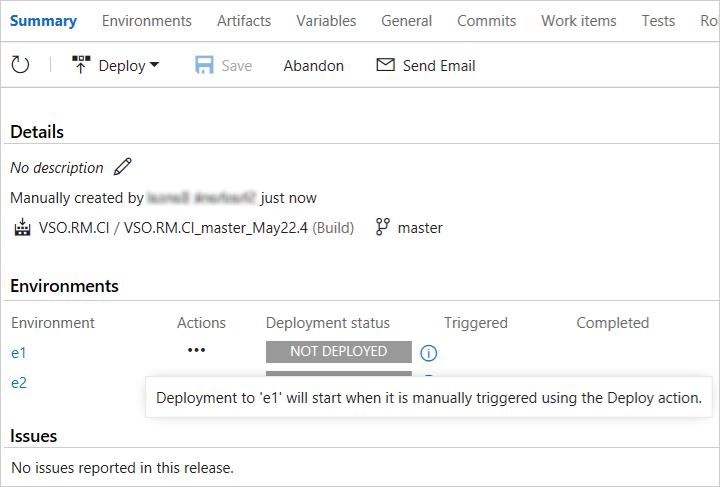 Summary Environments Artifacts Variables General Commits Work items Tests Ro
Deploy Save Abandon Send Email
Details
No description
Manually created by just now
VSO.RM.CI / VSO.RM.CI_master_May22.4 (Build) master
Environments
Environment Actions Deployment status Triggered Completed
e1 ••• NOT DEPLOYED
e2
Deployment to 'e1' will start when it is manually triggered using the Deploy action.
Issues
No issues reported in this release.